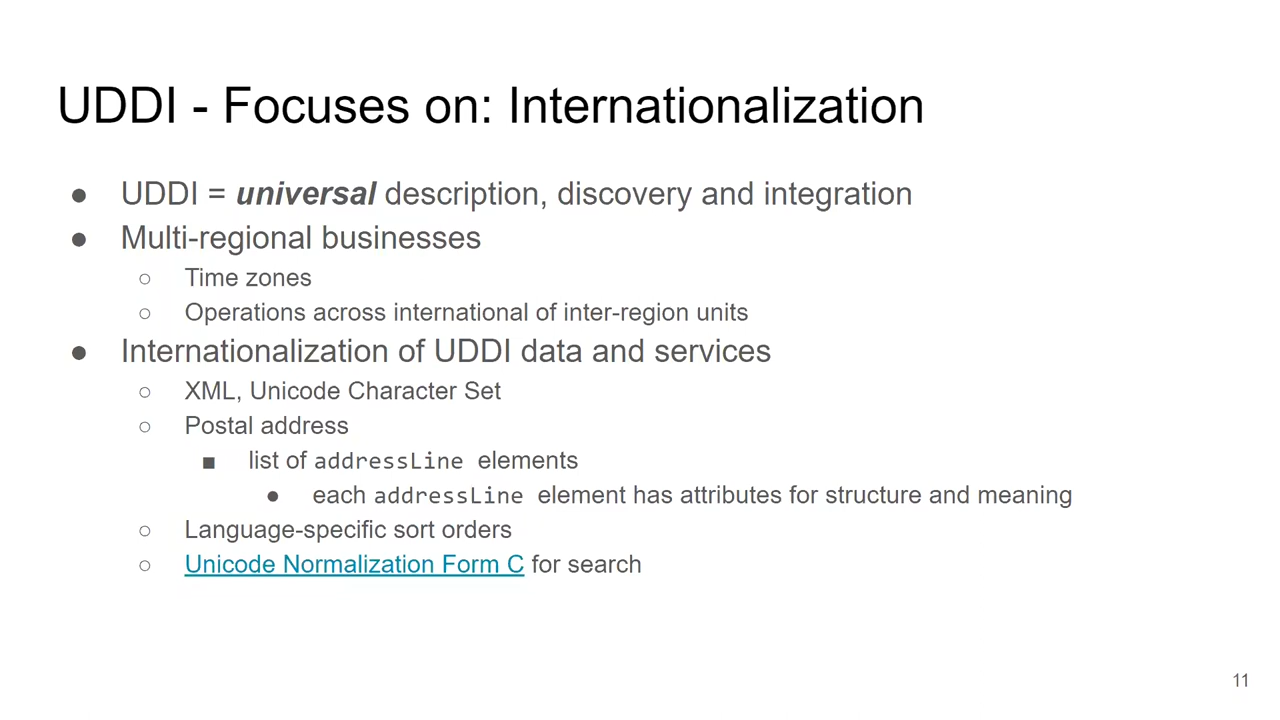 UDDI - Focuses on: Internationalization
● UDDI = universal description, discovery and integration
● Multi-regional businesses
○ Time zones
○ Operations across international of inter-region units
● Internationalization of UDDI data and services
○ XML, Unicode Character Set
○ Postal address
■ list of addressLine elements
● each addressLine element has attributes for structure and meaning
○ Language-specific sort orders
○ Unicode Normalization Form C for search
11